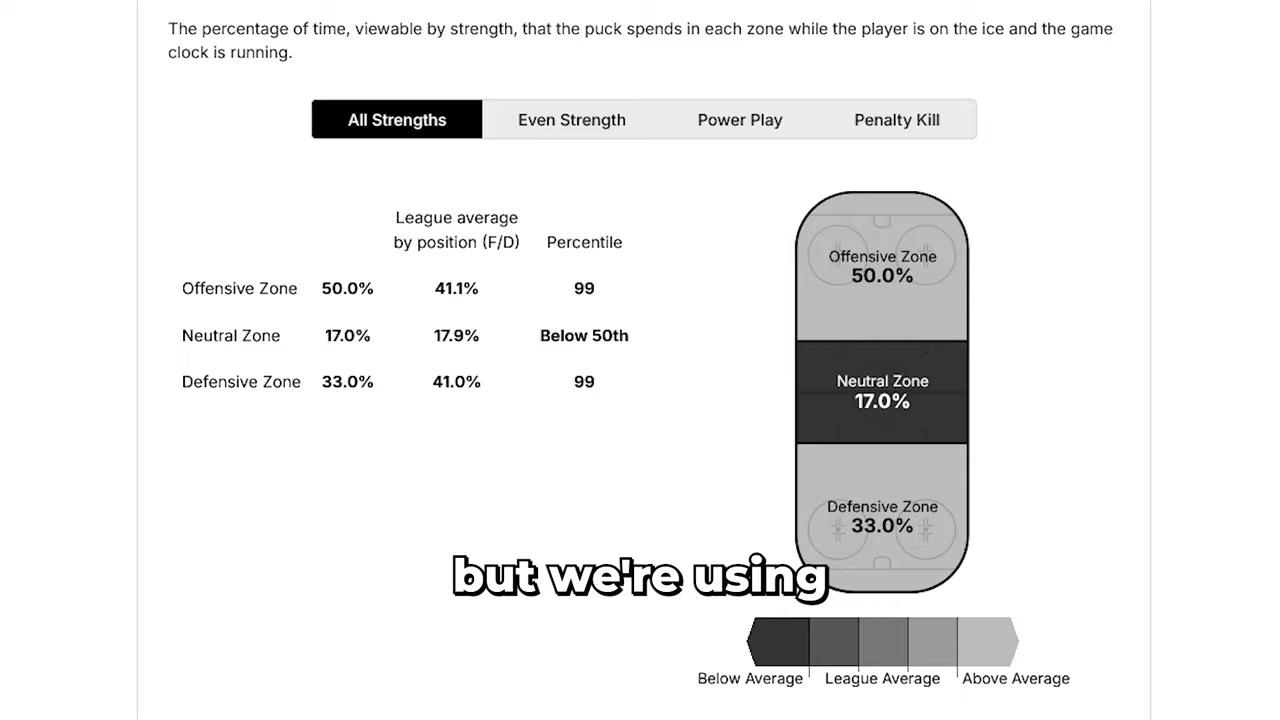 The percentage of time, viewable by strength, that the puck spends in each zone while the player is on the ice and the game
clock is running.
All Strengths Even Strength Power Play Penalty Kill
League average
by position (F/D) Percentile
Offensive Zone 50.0% 41.1% 99
Neutral Zone 17.0% 17.9% Below 50th
Defensive Zone 33.0% 41.0% 99
Offensive Zone
50.0%
Neutral Zone
17.0%
Defensive Zone
33.0%
but we're using
Below Average League Average Above Average